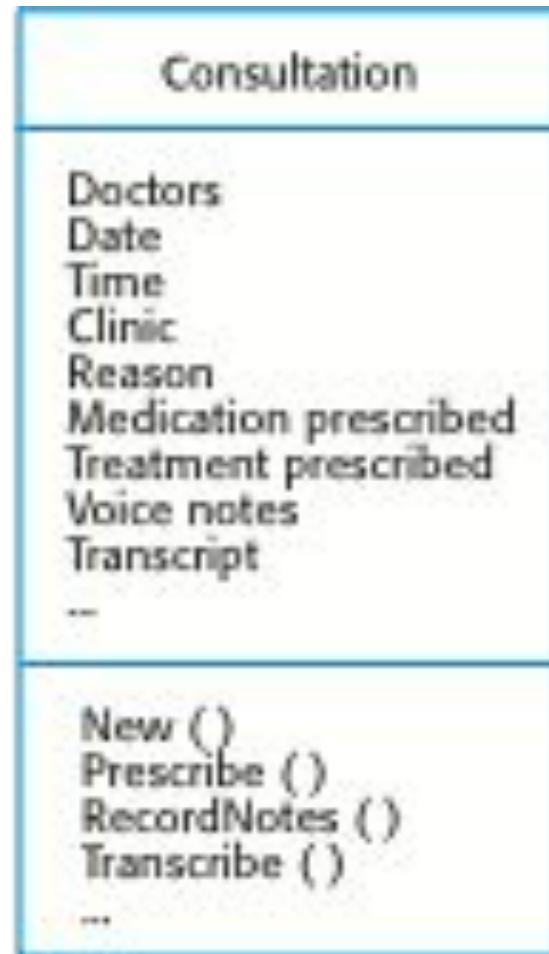 Consultation
Doctors
Date
Time
Clinic
Reason
Medication prescribed
Treatment prescribed
Voice notes
Transcript
...
New ( )
Prescribe ( )
RecordNotes ( )
Transcribe ( )
...